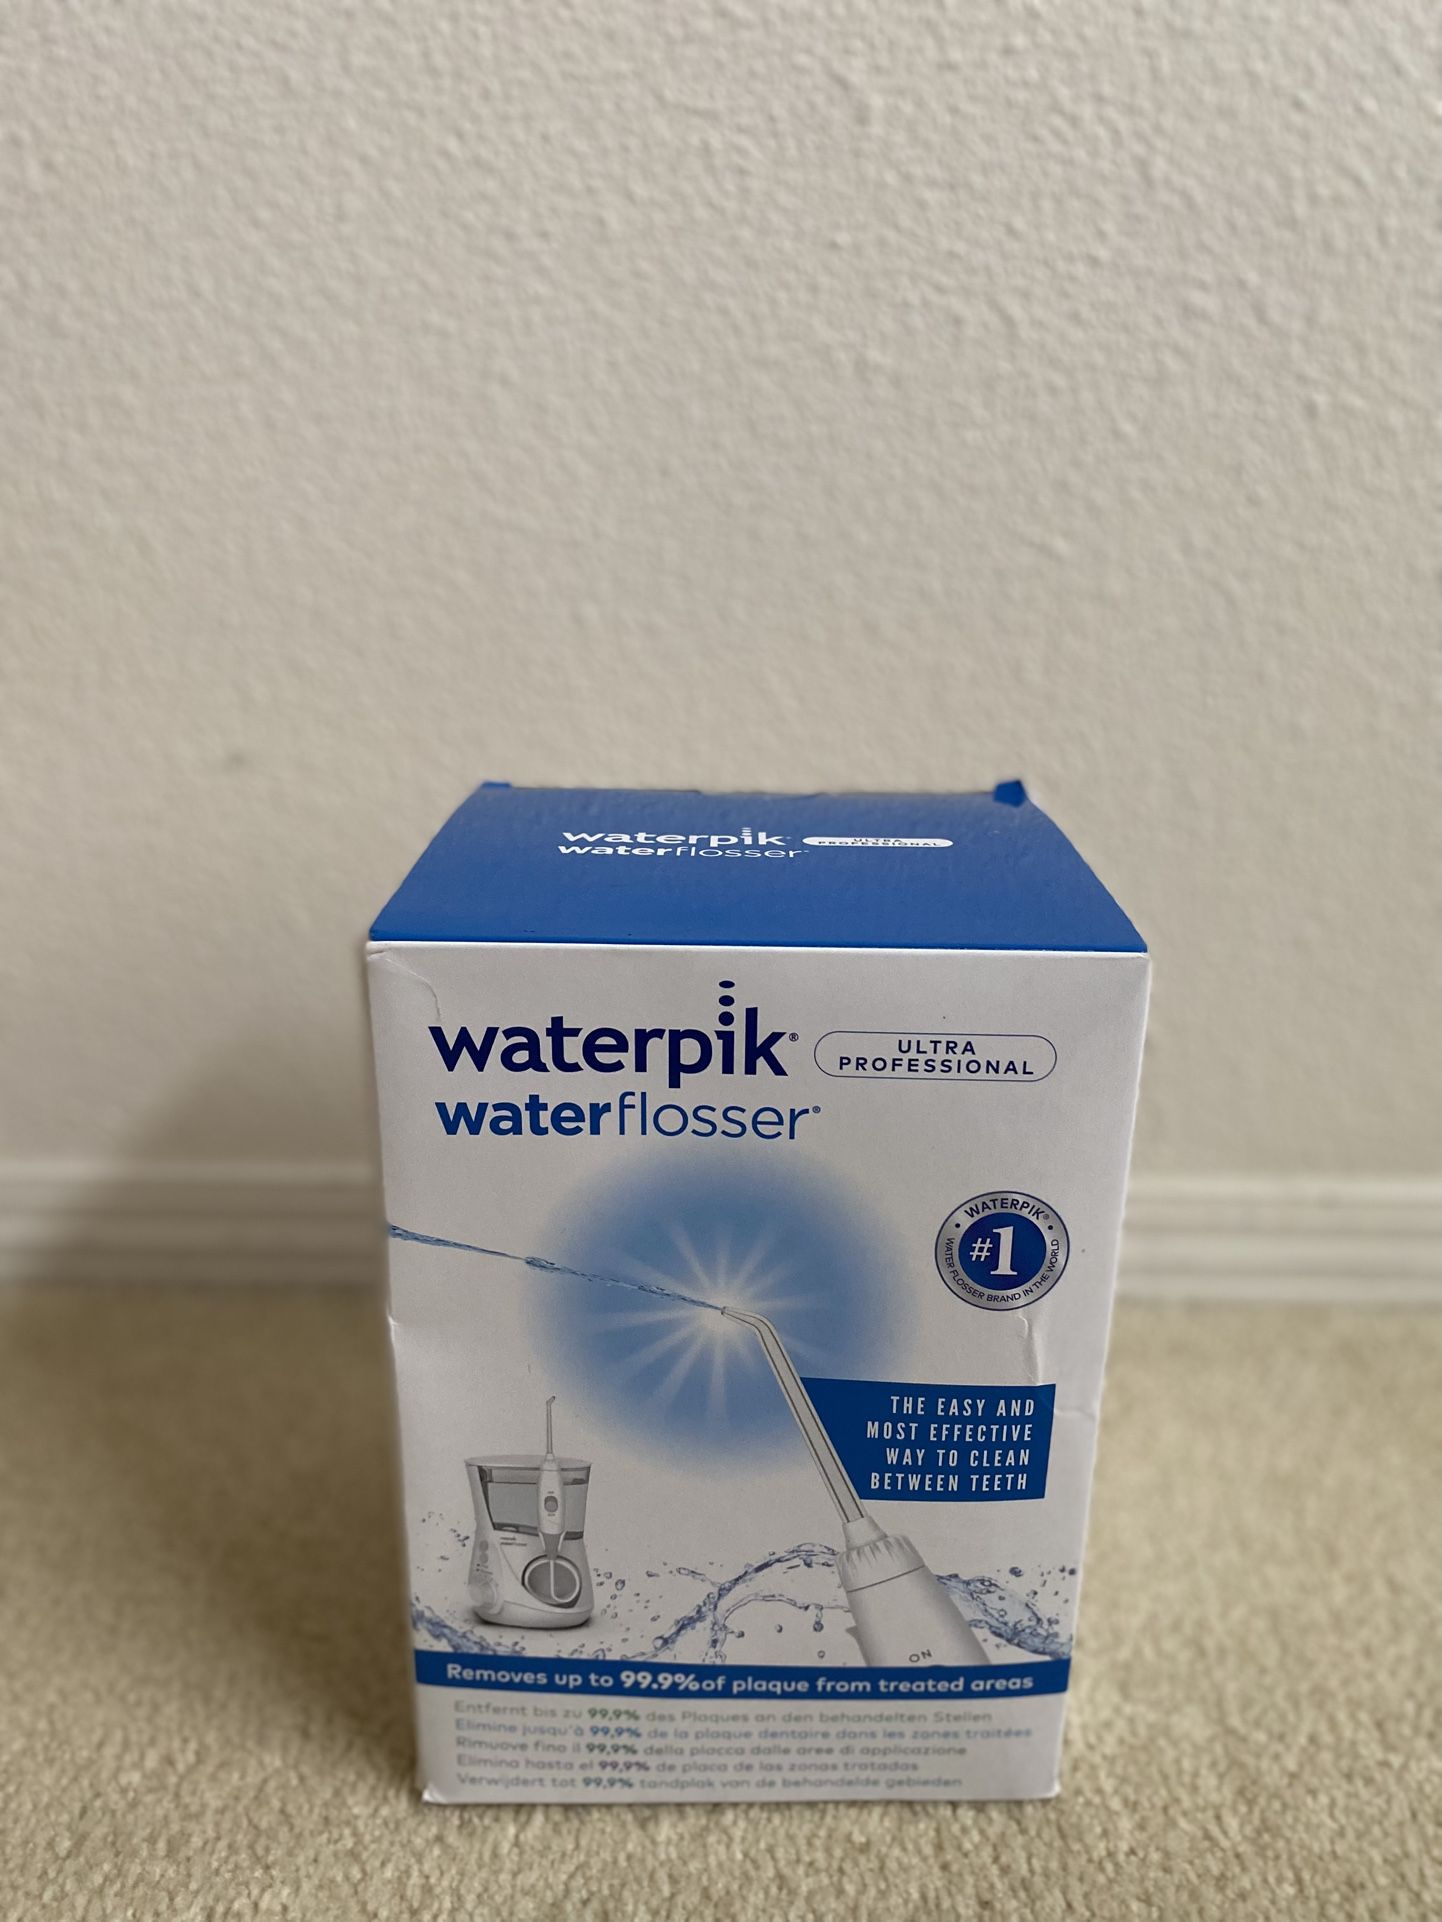 waterpik
ULTRA PROFESSIONAL
waterflosser
waterpik®
ULTRA
PROFESSIONAL
waterflosser®
• WATERPIK® •
#1
WATER FLOSSER BRAND IN THE WORLD
THE EASY AND
MOST EFFECTIVE
WAY TO CLEAN
BETWEEN TEETH
ON
Removes up to 99.9% of plaque from treated areas
Entfernt bis zu 99,9% des Plaques an den behandelten Stellen
Elimine jusqu'à 99,9% de la plaque dentaire dans les zones traitées
Rimuove fino il 99,9% della placca dalle aree di applicazione
Elimina hasta el 99,9% de placa de las zonas tratadas
Verwijdert tot 99,9% tandplak van de behandelde gebieden